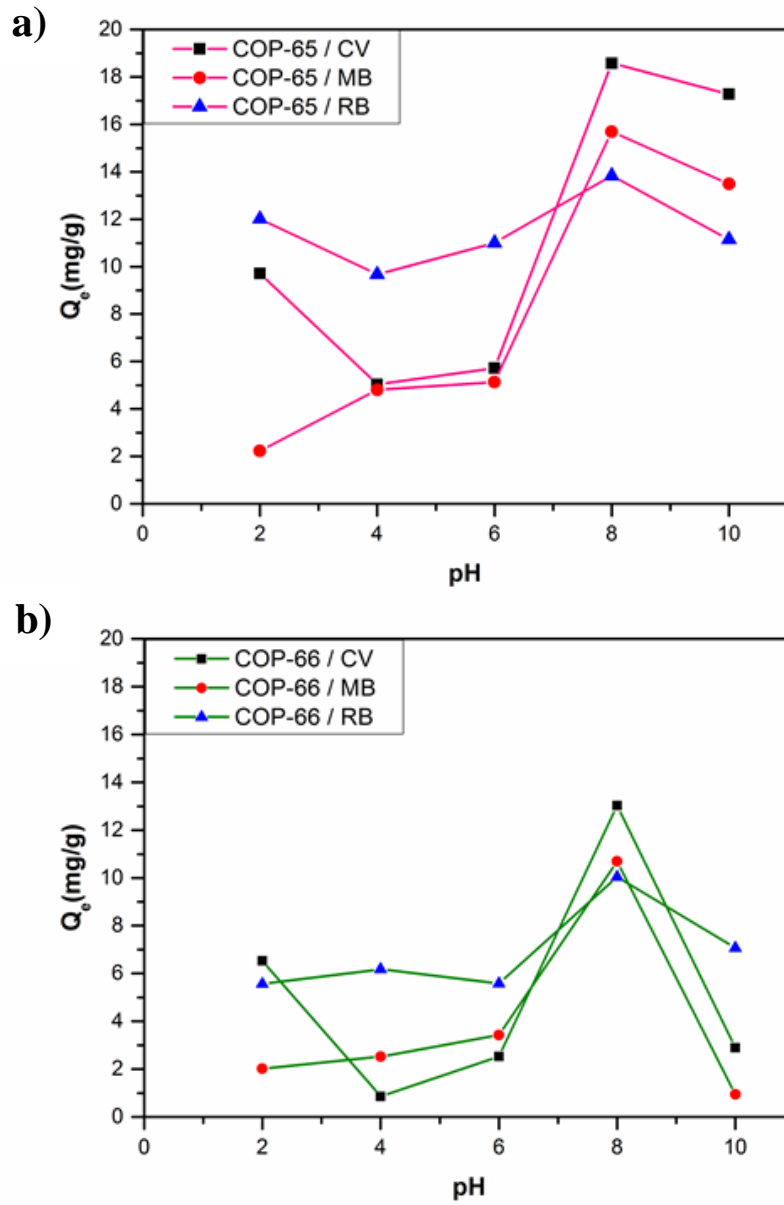 a)
COP-65 / CV
COP-65 / MB
COP-65 / RB
20
18
16
14
12
10
8
6
4
2
0
Qe(mg/g)
0 2 4 6 8 10
pH
b)
COP-66 / CV
COP-66 / MB
COP-66 / RB
20
18
16
14
12
10
8
6
4
2
0
Qe(mg/g)
0 2 4 6 8 10
pH